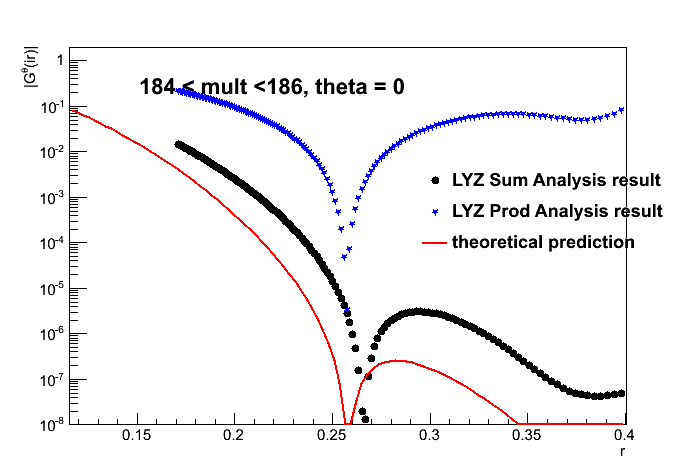 |G^θ(ir)|
184 < mult <186, theta = 0
1
10^-1
10^-2
10^-3
10^-4
10^-5
10^-6
10^-7
10^-8
LYZ Sum Analysis result
LYZ Prod Analysis result
theoretical prediction
0.15 0.2 0.25 0.3 0.35 0.4
r